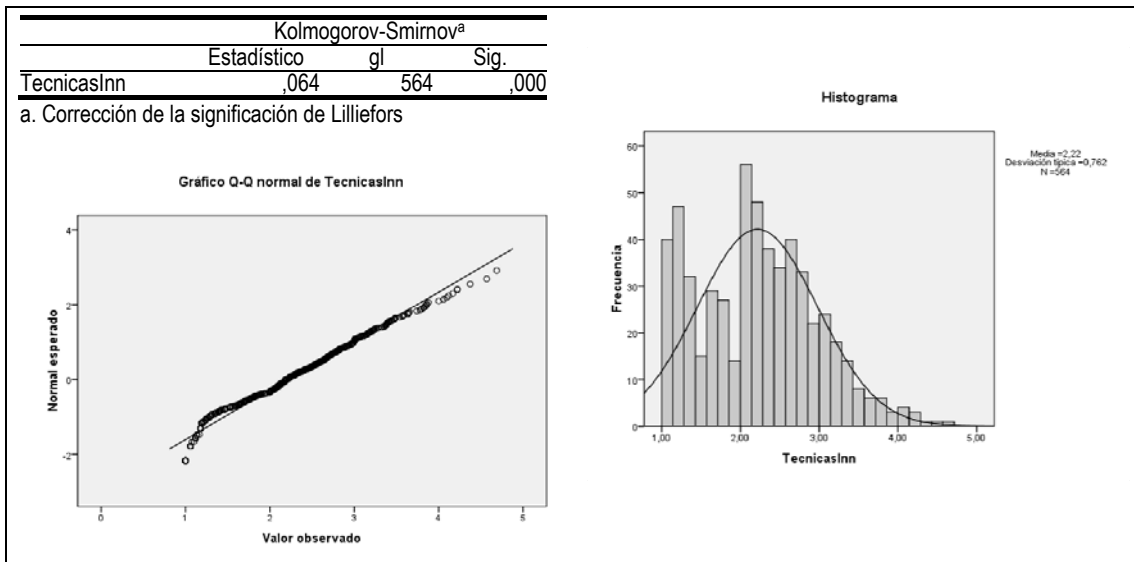 Kolmogorov-Smirnovª
Estadístico gl Sig.
TecnicasInn ,064 564 ,000
a. Corrección de la significación de Lilliefors
Gráfico Q-Q normal de TecnicasInn
4
2
0
-2
Normal esperado
0 1 2 3 4 5
Valor observado
Histograma
60
50
40
30
20
10
0
Frecuencia
1,00 2,00 3,00 4,00 5,00
TecnicasInn
Media =2,22
Desviación típica =0,762
N =564